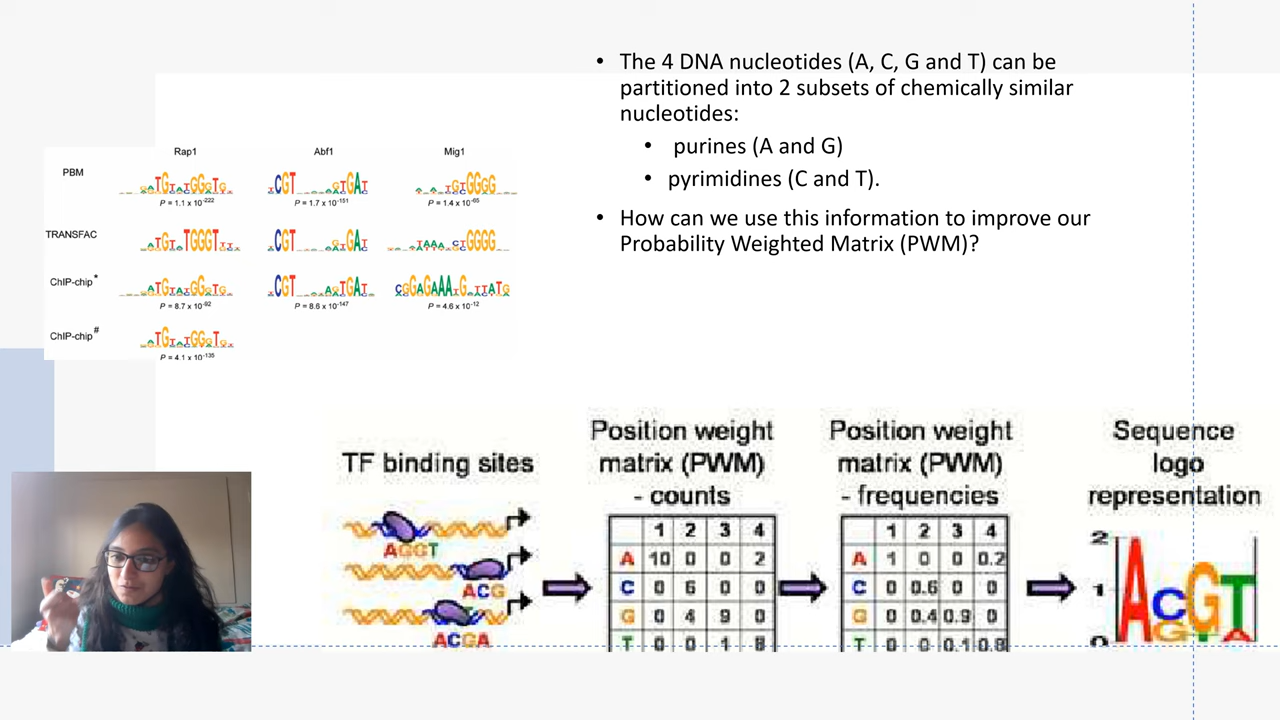 • The 4 DNA nucleotides (A, C, G and T) can be
partitioned into 2 subsets of chemically similar
nucleotides:
• purines (A and G)
• pyrimidines (C and T).
• How can we use this information to improve our
Probability Weighted Matrix (PWM)?
Rap1 Abf1 Mig1
PBM
P = 1.1 x 10-222 P = 1.7 x 10-151 P = 1.4 x 10-65
TRANSFAC
ChIP-chip*
P = 8.7 x 10-92 P = 8.6 x 10-147 P = 4.6 x 10-12
ChIP-chip#
P = 4.1 x 10-135
TF binding sites
AGGT
ACG
ACGA
Position weight
matrix (PWM)
- counts
1 2 3 4
A 10 0 0 2
C 0 6 0 0
G 0 4 9 0
T 0 0 1 8
Position weight
matrix (PWM)
- frequencies
1 2 3 4
A 1 0 0 0.2
C 0 0.6 0 0
G 0 0.4 0.9 0
T 0 0 0.1 0.8
Sequence
logo
representation
2
1
0
ACGT